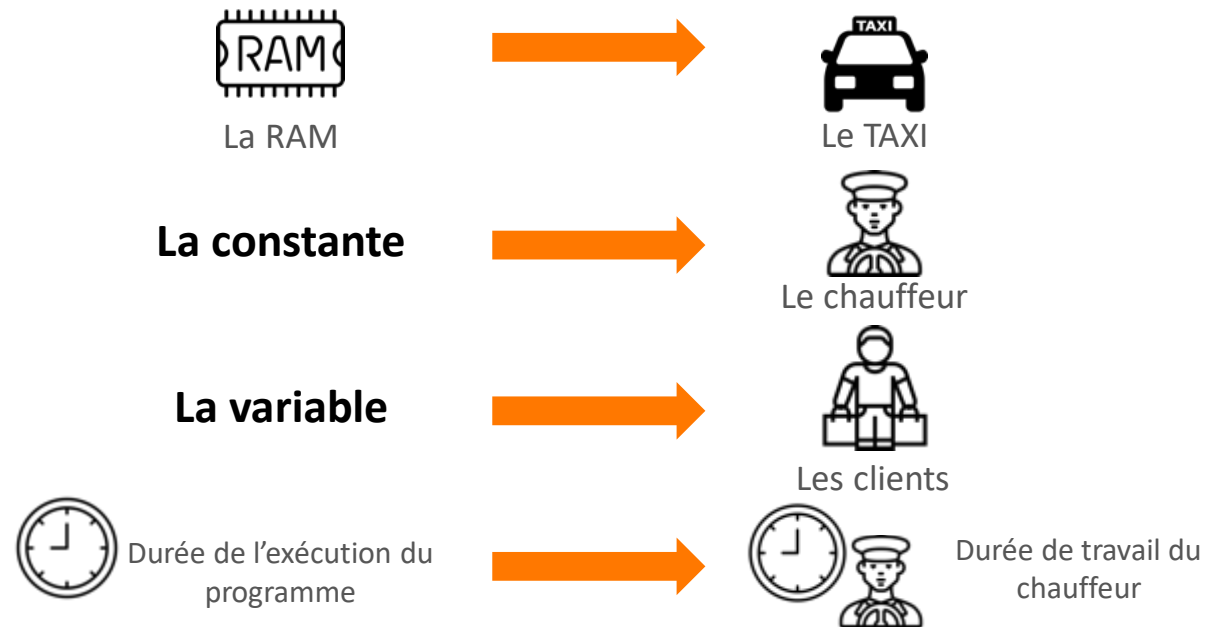 RAM
TAXI
La RAM
Le TAXI
La constante
Le chauffeur
La variable
Les clients
Durée de l’exécution du
programme
Durée de travail du
chauffeur